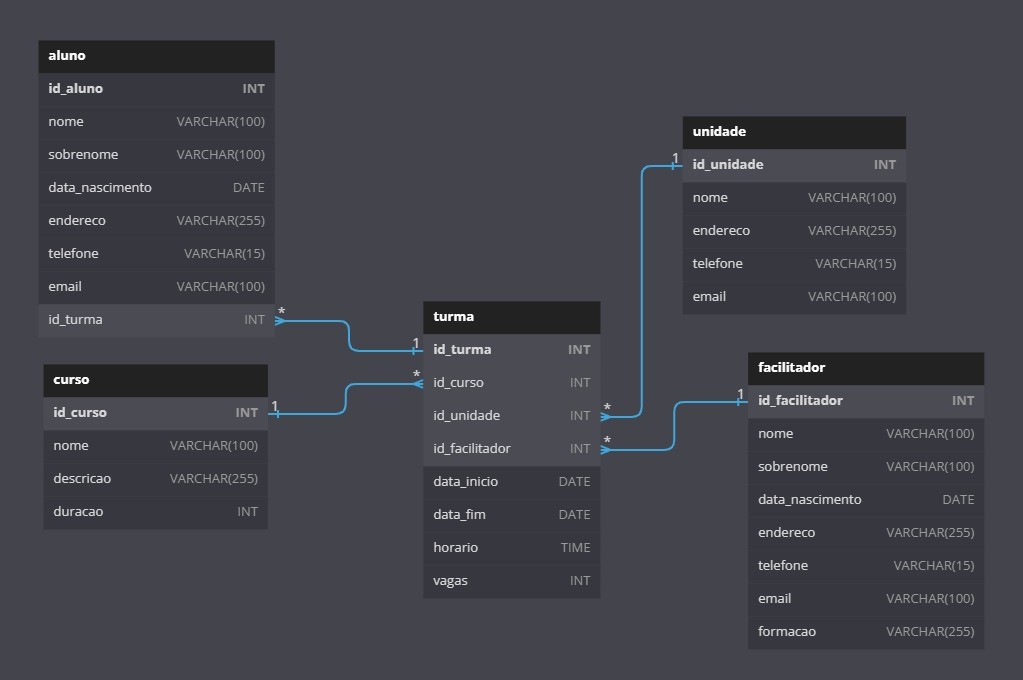 aluno
id_aluno INT
nome VARCHAR(100)
sobrenome VARCHAR(100)
data_nascimento DATE
endereco VARCHAR(255)
telefone VARCHAR(15)
email VARCHAR(100)
id_turma INT
*
1
curso
id_curso INT
nome VARCHAR(100)
descricao VARCHAR(255)
duracao INT
1
*
turma
id_turma INT
id_curso INT
id_unidade INT
id_facilitador INT
data_inicio DATE
data_fim DATE
horario TIME
vagas INT
*
*
1
unidade
id_unidade INT
nome VARCHAR(100)
endereco VARCHAR(255)
telefone VARCHAR(15)
email VARCHAR(100)
1
facilitador
id_facilitador INT
nome VARCHAR(100)
sobrenome VARCHAR(100)
data_nascimento DATE
endereco VARCHAR(255)
telefone VARCHAR(15)
email VARCHAR(100)
formacao VARCHAR(255)